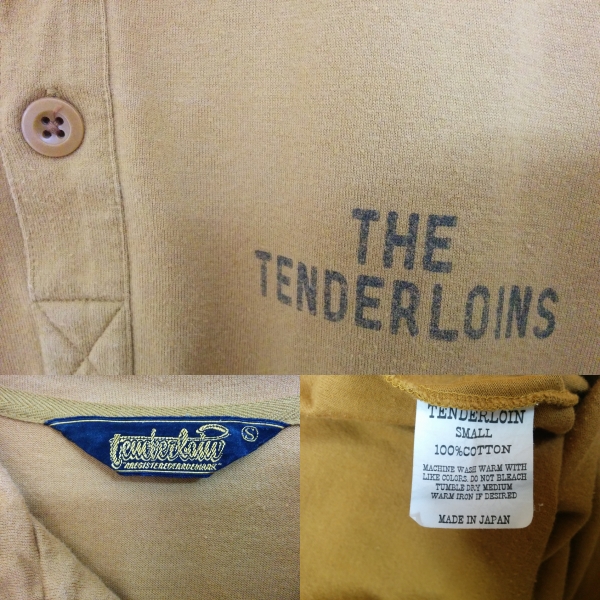 THE
TENDERLOINS
Tenderloin
S
REGISTERED TRADEMARK
TENDERLOIN
SMALL
100%COTTON
MACHINE WASH WARM WITH
LIKE COLORS. DO NOT BLEACH
TUMBLE DRY MEDIUM
WARM IRON IF DESIRED
MADE IN JAPAN